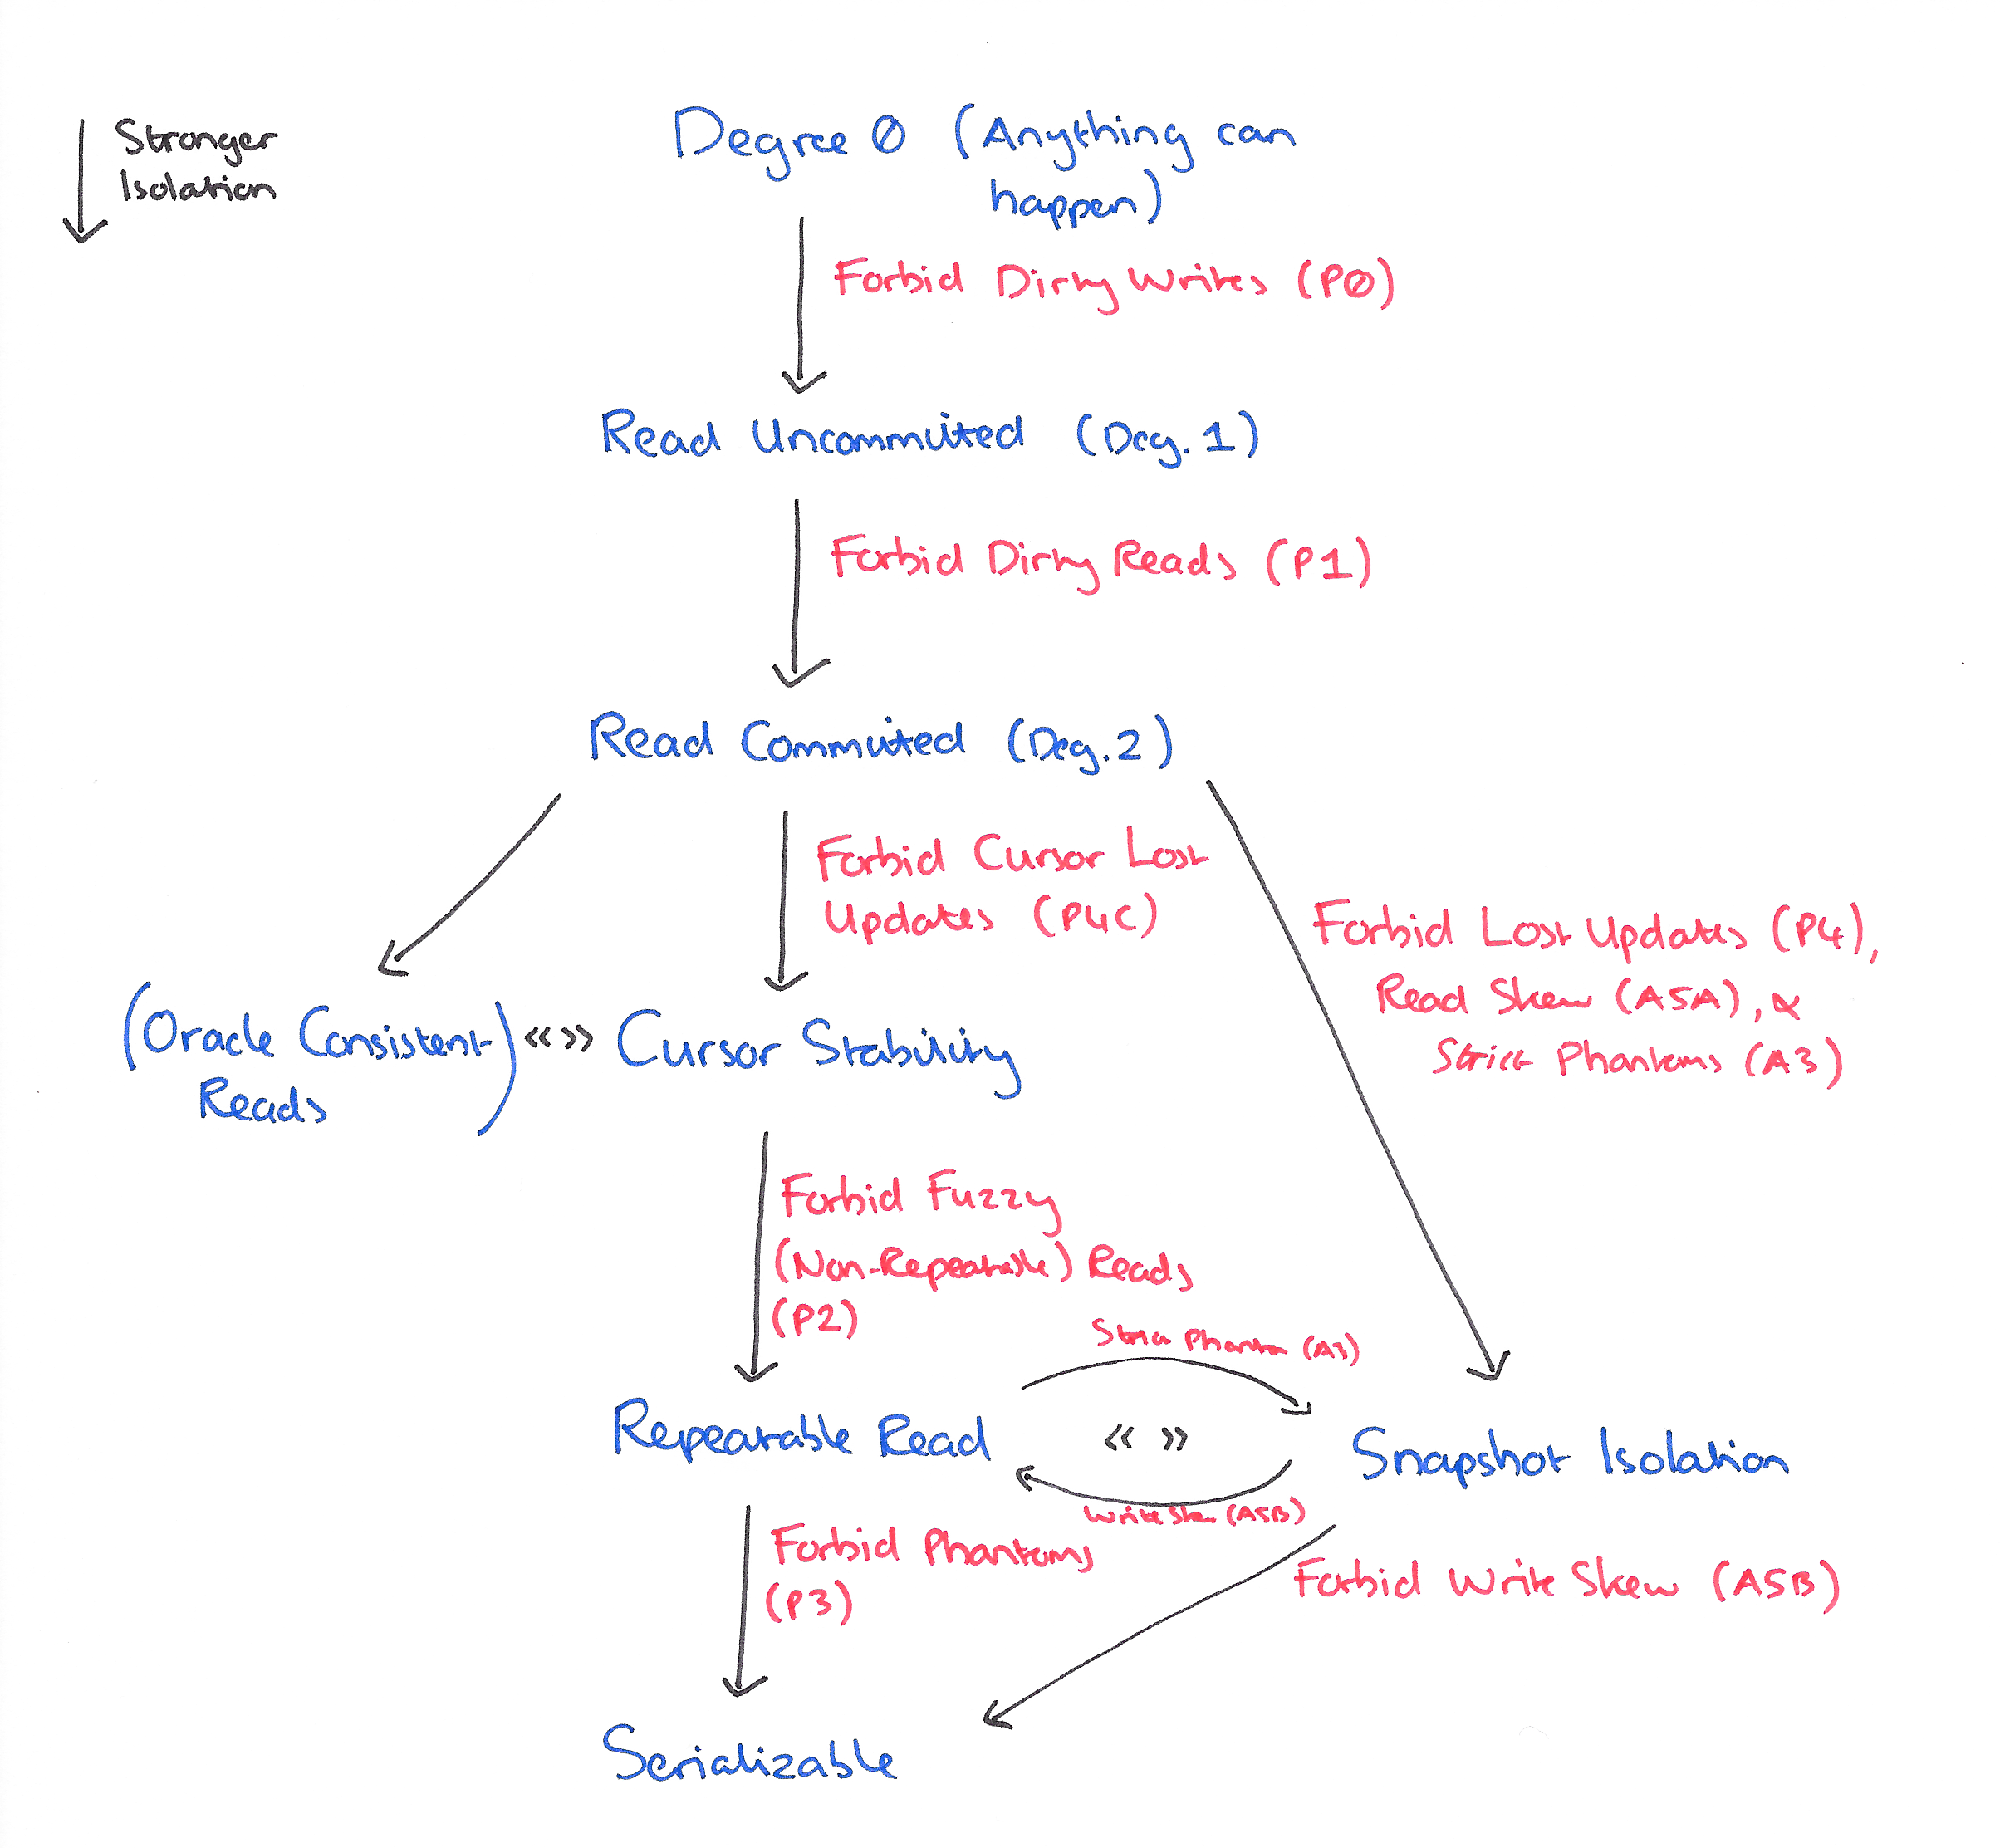 Stronger
Isolation
Degree 0 (Anything can
happen)
Forbid Dirty Writes (P0)
Read Uncommitted (Deg. 1)
Forbid Dirty Reads (P1)
Read Committed (Deg. 2)
Forbid Cursor Lost
Updates (P4C)
Forbid Lost Updates (P4),
Read Skew (A5A), &
Strict Phantoms (A3)
(Oracle Consistent
Reads)
«»
Cursor Stability
Forbid Fuzzy
(Non-Repeatable) Reads
(P2)
Strict Phantom (A3)
Repeatable Read
« »
Snapshot Isolation
Write Skew (A5B)
Forbid Phantoms
(P3)
Forbid Write Skew (A5B)
Serializable